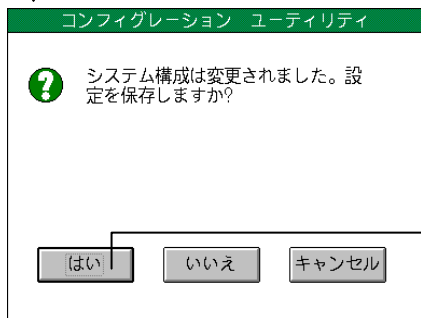 コンフィグレーション ユーティリティ
システム構成は変更されました。設
定を保存しますか?
はい
いいえ
キャンセル